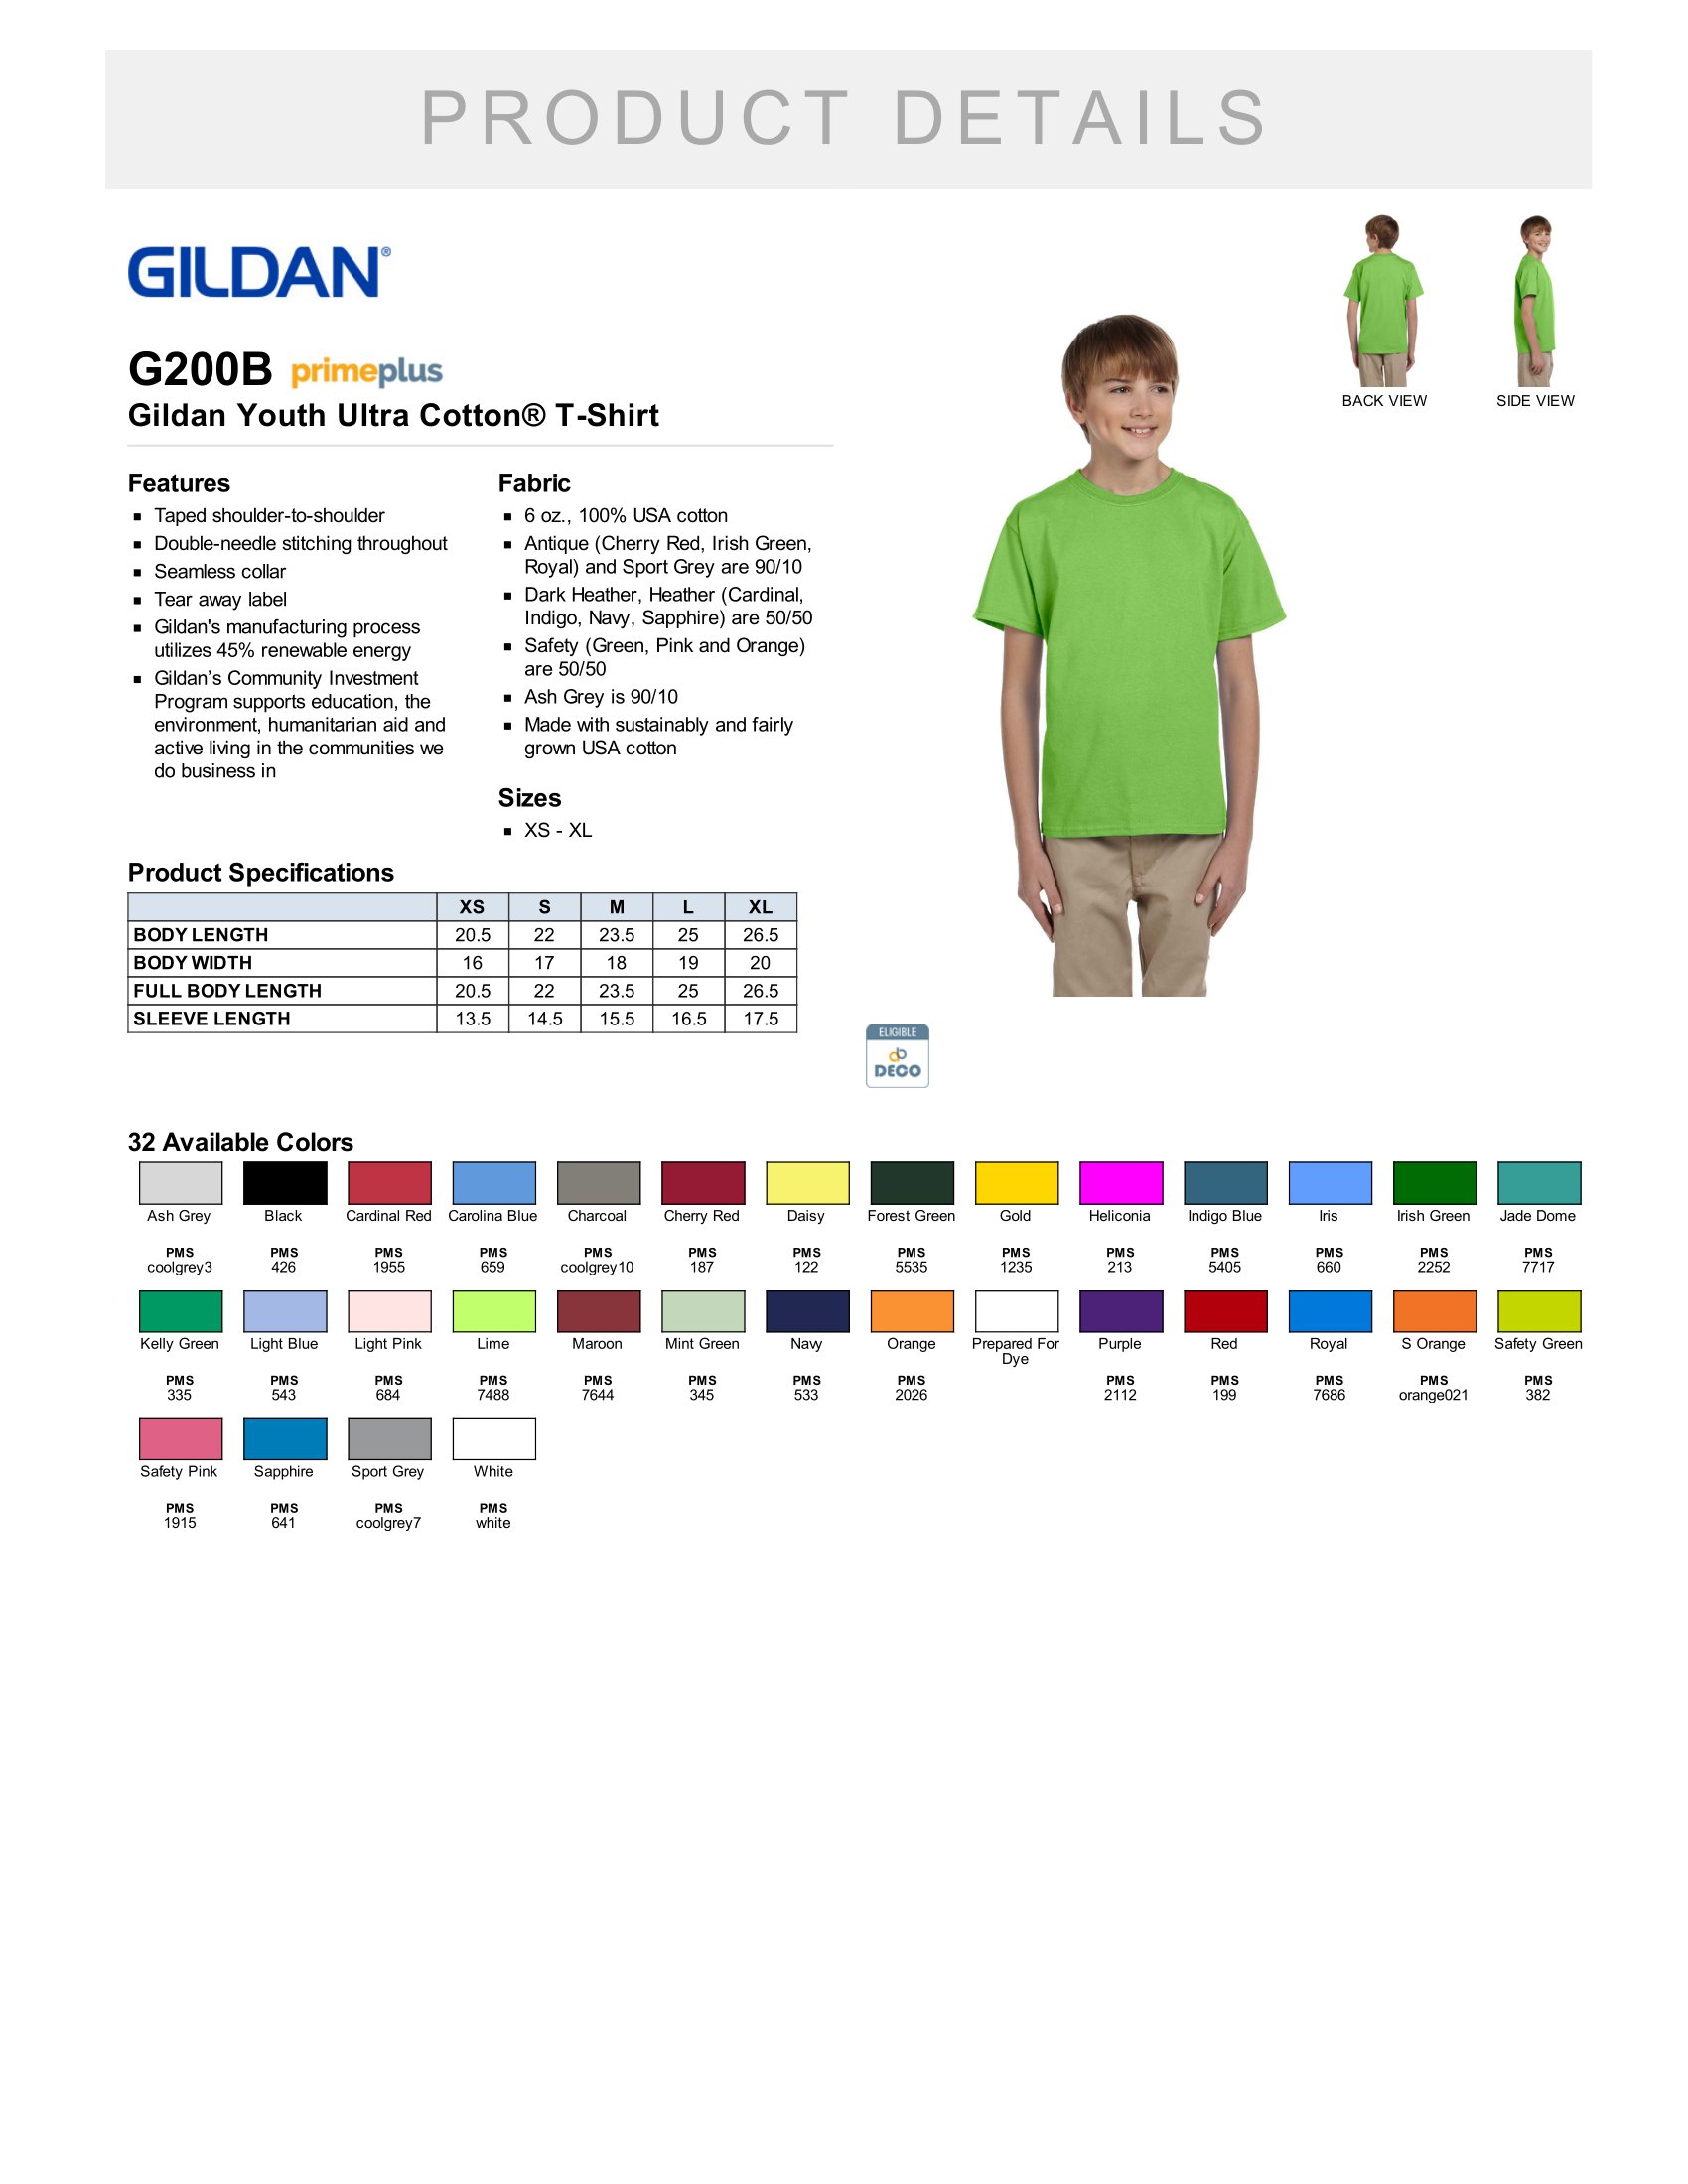 PRODUCT DETAILS
GILDAN®
G200B primeplus
Gildan Youth Ultra Cotton® T-Shirt
BACK VIEW
SIDE VIEW
Features
▪ Taped shoulder-to-shoulder
▪ Double-needle stitching throughout
▪ Seamless collar
▪ Tear away label
▪ Gildan's manufacturing process
utilizes 45% renewable energy
▪ Gildan’s Community Investment
Program supports education, the
environment, humanitarian aid and
active living in the communities we
do business in
Fabric
▪ 6 oz., 100% USA cotton
▪ Antique (Cherry Red, Irish Green,
Royal) and Sport Grey are 90/10
▪ Dark Heather, Heather (Cardinal,
Indigo, Navy, Sapphire) are 50/50
▪ Safety (Green, Pink and Orange)
are 50/50
▪ Ash Grey is 90/10
▪ Made with sustainably and fairly
grown USA cotton
Sizes
▪ XS - XL
Product Specifications
XS S M L XL
BODY LENGTH 20.5 22 23.5 25 26.5
BODY WIDTH 16 17 18 19 20
FULL BODY LENGTH 20.5 22 23.5 25 26.5
SLEEVE LENGTH 13.5 14.5 15.5 16.5 17.5
ELIGIBLE
ab
DECO
32 Available Colors
Ash Grey Black Cardinal Red Carolina Blue Charcoal Cherry Red Daisy Forest Green Gold Heliconia Indigo Blue Iris Irish Green Jade Dome
PMS PMS PMS PMS PMS PMS PMS PMS PMS PMS PMS PMS PMS PMS
coolgrey3 426 1955 659 coolgrey10 187 122 5535 1235 213 5405 660 2252 7717
Kelly Green Light Blue Light Pink Lime Maroon Mint Green Navy Orange Prepared For Purple Red Royal S Orange Safety Green
Dye
PMS PMS PMS PMS PMS PMS PMS PMS PMS PMS PMS PMS PMS
335 543 684 7488 7644 345 533 2026 2112 199 7686 orange021 382
Safety Pink Sapphire Sport Grey White
PMS PMS PMS PMS
1915 641 coolgrey7 white